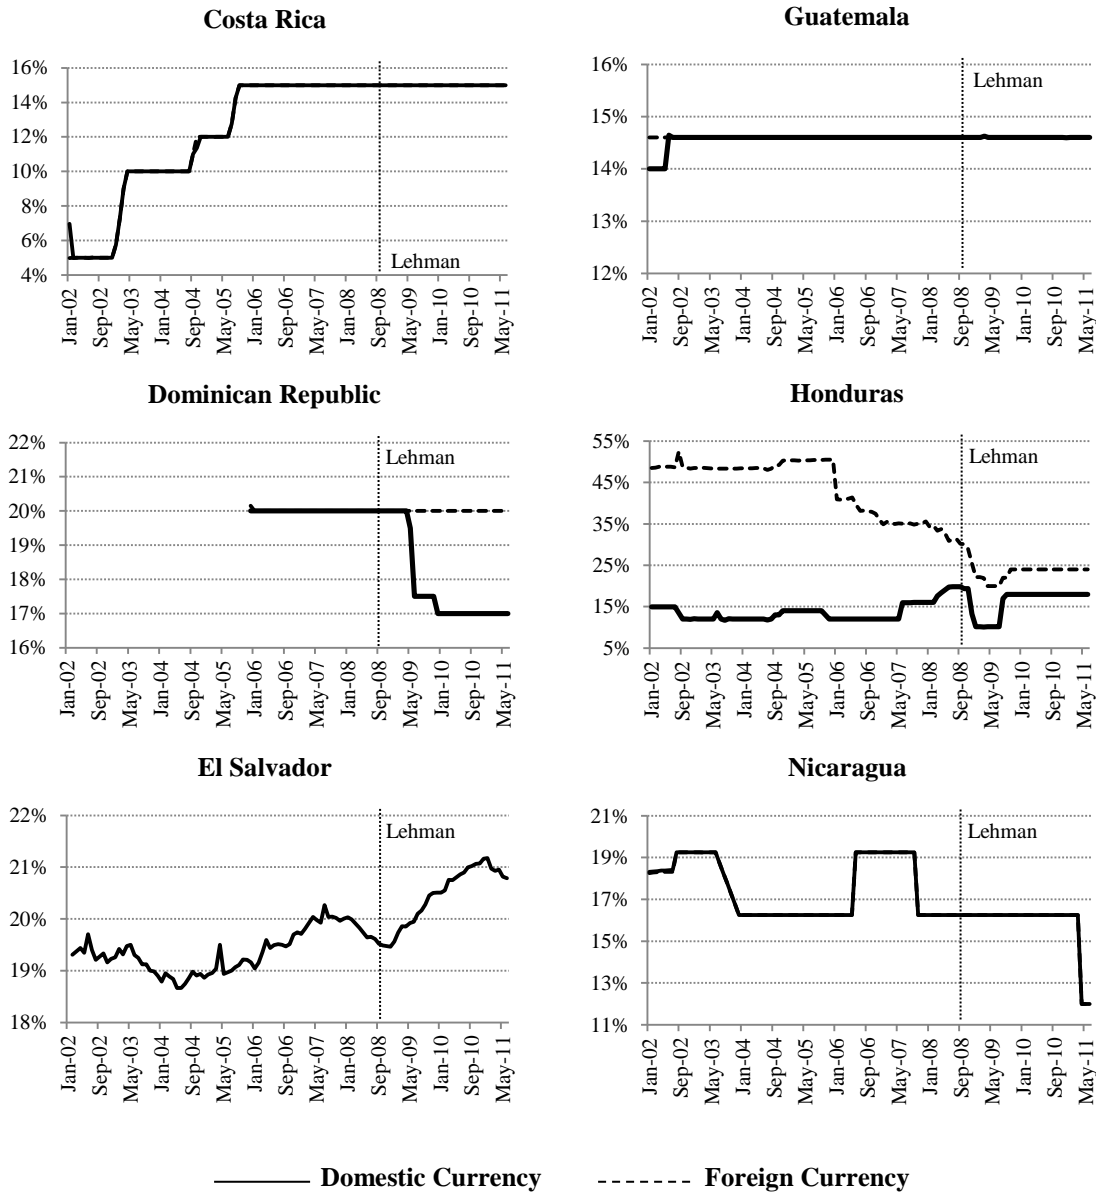 Costa Rica
16%
14%
12%
10%
8%
6%
4%
Lehman
Jan-02
Sep-02
May-03
Jan-04
Sep-04
May-05
Jan-06
Sep-06
May-07
Jan-08
Sep-08
May-09
Jan-10
Sep-10
May-11
Guatemala
16%
15%
14%
13%
12%
Lehman
Jan-02
Sep-02
May-03
Jan-04
Sep-04
May-05
Jan-06
Sep-06
May-07
Jan-08
Sep-08
May-09
Jan-10
Sep-10
May-11
Dominican Republic
22%
21%
20%
19%
18%
17%
16%
Lehman
Jan-02
Sep-02
May-03
Jan-04
Sep-04
May-05
Jan-06
Sep-06
May-07
Jan-08
Sep-08
May-09
Jan-10
Sep-10
May-11
Honduras
55%
45%
35%
25%
15%
5%
Lehman
Jan-02
Sep-02
May-03
Jan-04
Sep-04
May-05
Jan-06
Sep-06
May-07
Jan-08
Sep-08
May-09
Jan-10
Sep-10
May-11
El Salvador
22%
21%
20%
19%
18%
Lehman
Jan-02
Sep-02
May-03
Jan-04
Sep-04
May-05
Jan-06
Sep-06
May-07
Jan-08
Sep-08
May-09
Jan-10
Sep-10
May-11
Nicaragua
21%
19%
17%
15%
13%
11%
Lehman
Jan-02
Sep-02
May-03
Jan-04
Sep-04
May-05
Jan-06
Sep-06
May-07
Jan-08
Sep-08
May-09
Jan-10
Sep-10
May-11
Domestic Currency
Foreign Currency